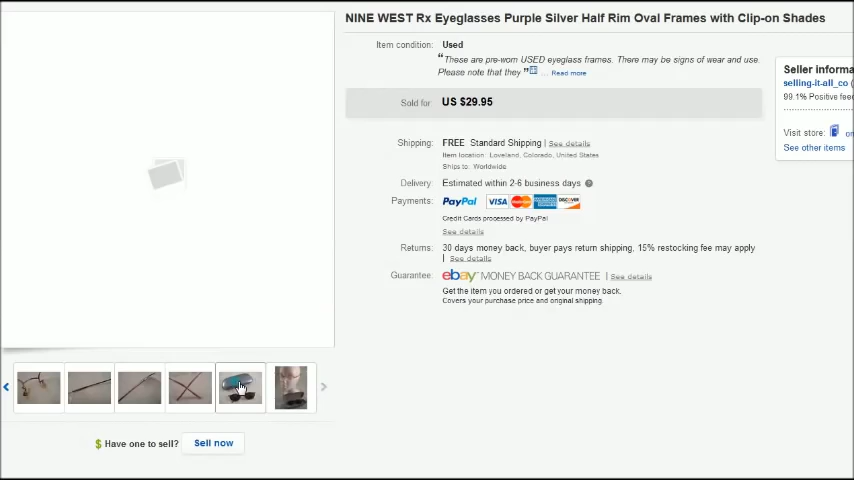 NINE WEST Rx Eyeglasses Purple Silver Half Rim Oval Frames with Clip-on Shades
Item condition: Used
“These are pre-worn USED eyeglass frames. There may be signs of wear and use.
Please note that they ” ... Read more
Sold for: US $29.95
Shipping: FREE Standard Shipping | See details
Item location: Loveland, Colorado, United States
Ships to: Worldwide
Delivery: Estimated within 2-6 business days
Payments: PayPal VISA MasterCard AMERICAN EXPRESS DISCOVER
Credit Cards processed by PayPal
See details
Returns: 30 days money back, buyer pays return shipping, 15% restocking fee may apply
| See details
Guarantee: ebay MONEY BACK GUARANTEE | See details
Get the item you ordered or get your money back.
Covers your purchase price and original shipping.
Seller informa
selling-it-all_co (
99.1% Positive fee
Visit store: on
See other items
$ Have one to sell? Sell now